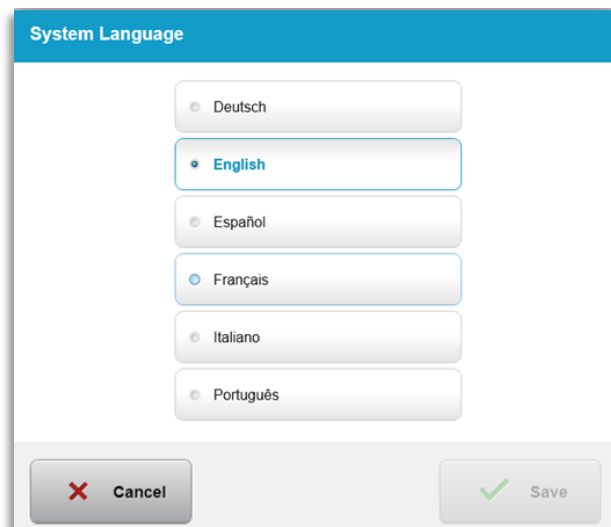 System Language
Deutsch
English
Español
Français
Italiano
Português
Cancel
Save